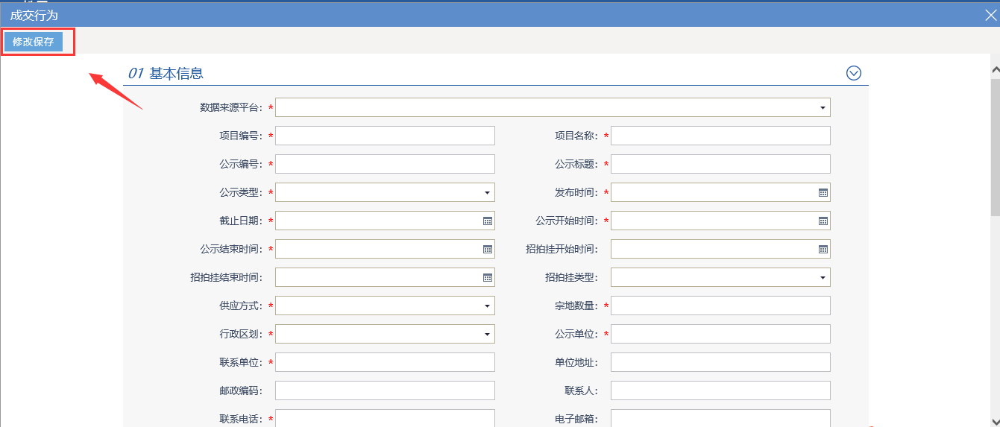 成交行为
修改保存
01 基本信息
数据来源平台: *
项目编号: * 项目名称: *
公示编号: * 公示标题: *
公示类型: * 发布时间: *
截止日期: * 公示开始时间: *
公示结束时间: * 招拍挂开始时间:
招拍挂结束时间: 招拍挂类型:
供应方式: * 宗地数量: *
行政区划: * 公示单位: *
联系单位: * 单位地址:
邮政编码: 联系人:
联系电话: * 电子邮箱: